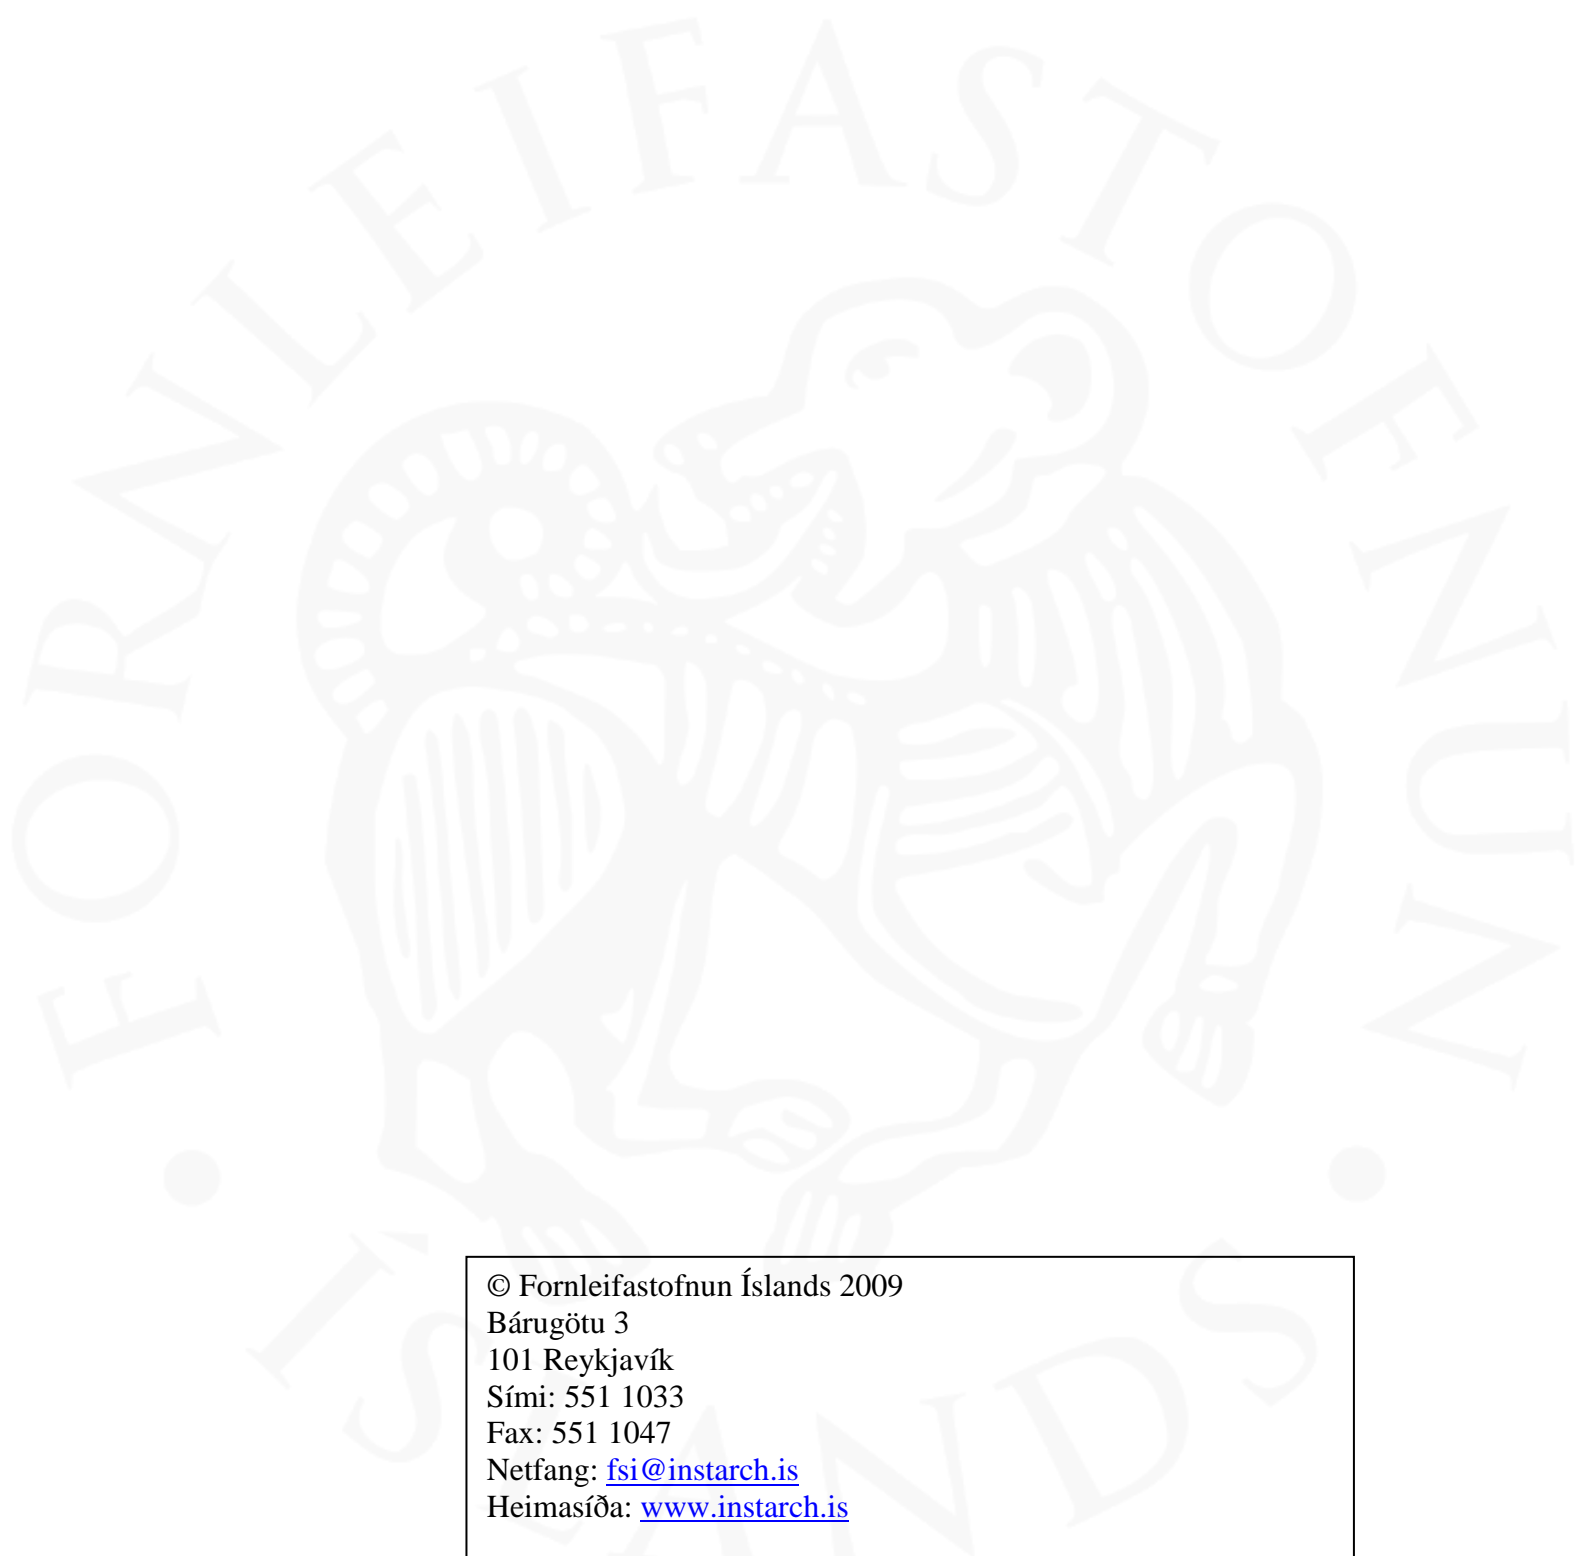 FORNLEIFASTOFNUN
ÍSLANDS
© Fornleifastofnun Íslands 2009
Bárugötu 3
101 Reykjavík
Sími: 551 1033
Fax: 551 1047
Netfang: fsi@instarch.is
Heimasíða: www.instarch.is